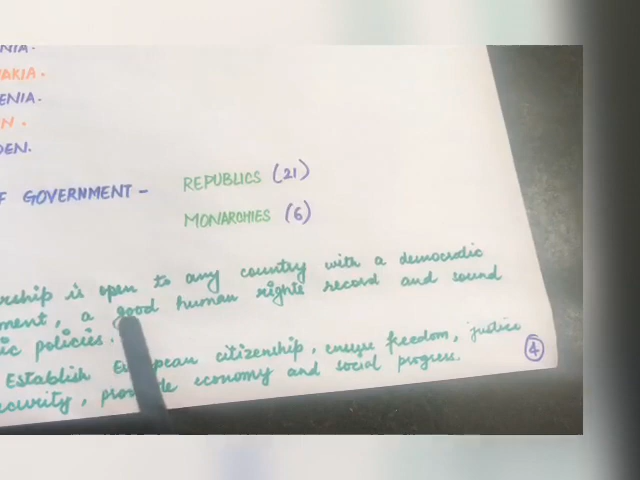 NIA.
AKIA.
ENIA.
N.
DEN.
F GOVERNMENT - REPUBLICS (21)
MONARCHIES (6)
rship is open to any country with a democratic
ment, a good human rights record and sound
ic policies.
Establish European citizenship, ensure freedom, justice
ecurity, provide economy and social progress.
4